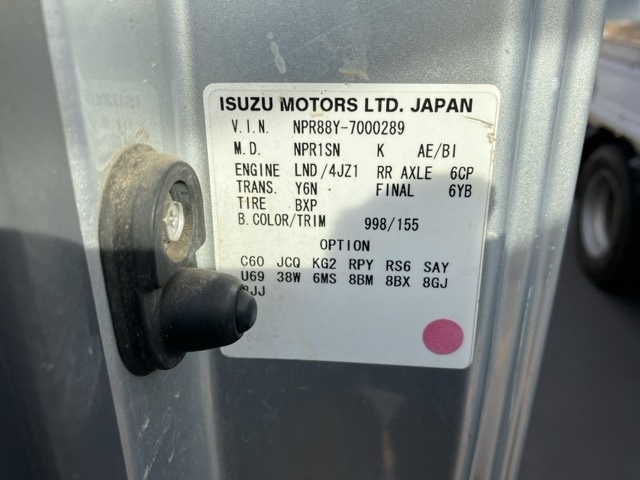 ISUZU MOTORS LTD. JAPAN
V.I.N. NPR88Y-7000289
M.D. NPR1SN K AE/BI
ENGINE LND/4JZ1 RR AXLE 6CP
TRANS. Y6N FINAL 6YB
TIRE BXP
B.COLOR/TRIM 998/155
OPTION
C60 JCQ KG2 RPY RS6 SAY
U69 38W 6MS 8BM 8BX 8GJ